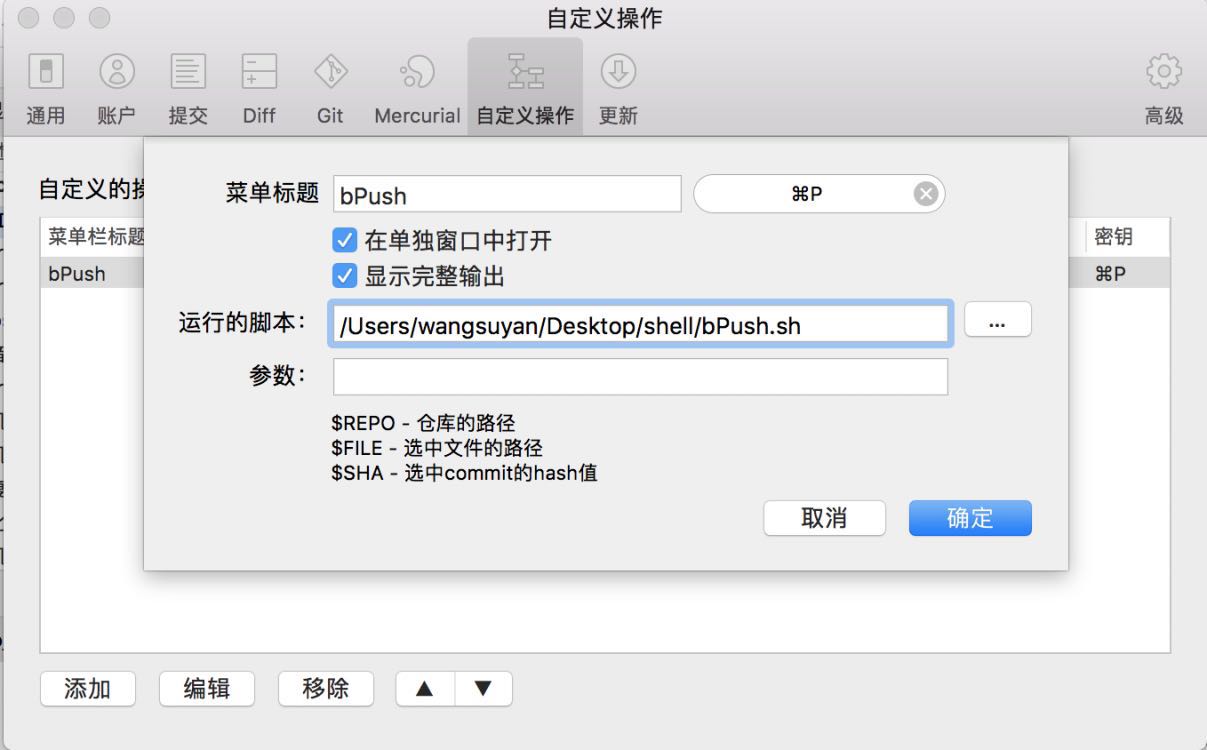 自定义操作
通用
账户
提交
Diff
Git
Mercurial
自定义操作
更新
高级
自定义的操
菜单标题
bPush
⌘P
在单独窗口中打开
显示完整输出
菜单栏标题
密钥
bPush
⌘P
运行的脚本:
/Users/wangsuyan/Desktop/shell/bPush.sh
...
参数:
$REPO - 仓库的路径
$FILE - 选中文件的路径
$SHA - 选中commit的hash值
取消
确定
添加
编辑
移除